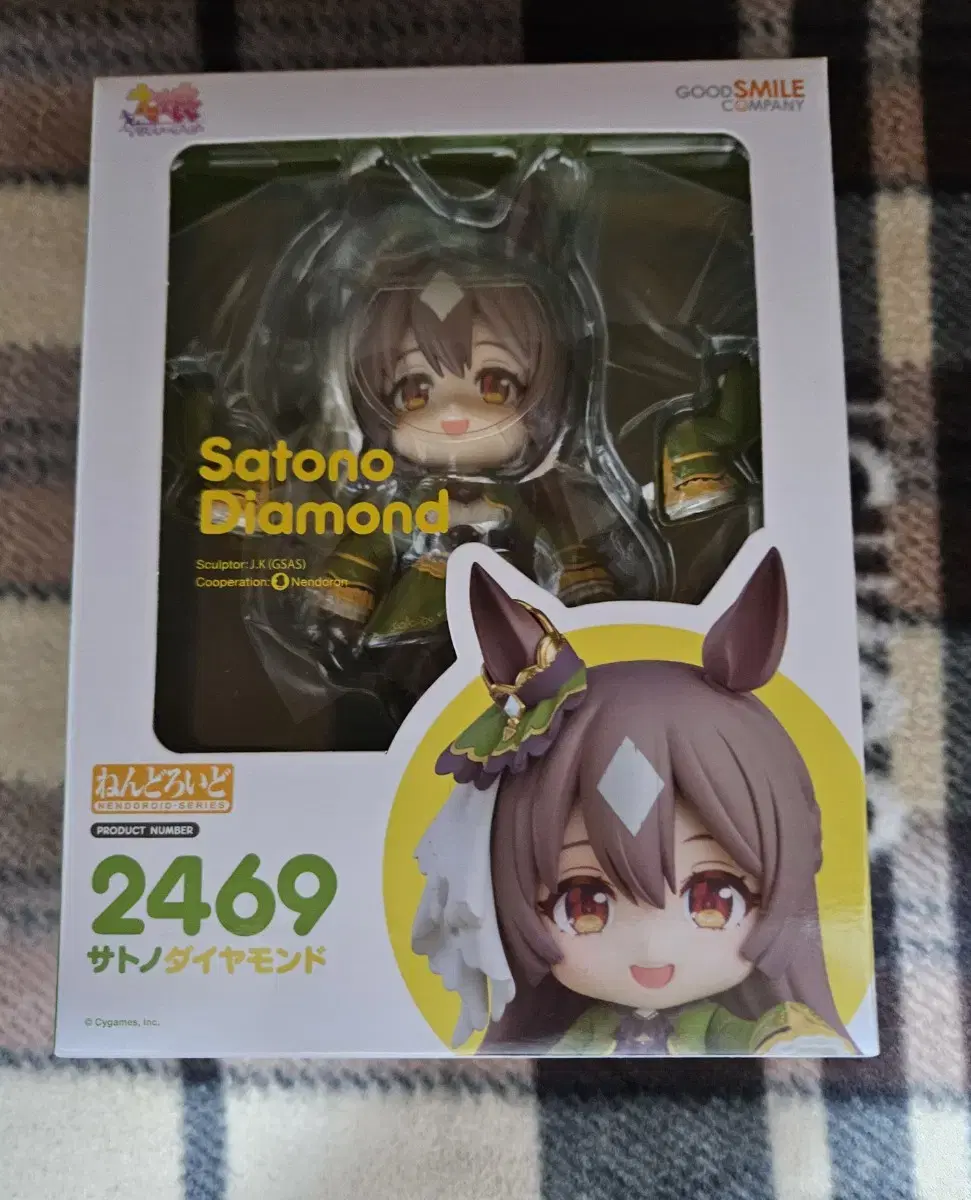 GOOD SMILE
COMPANY
Satono
Diamond
Sculptor: J.K (GSAS)
Cooperation: Nendoron
ねんどろいど
NENDOROID-SERIES
PRODUCT NUMBER
2469
サトノダイヤモンド
© Cygames, Inc.